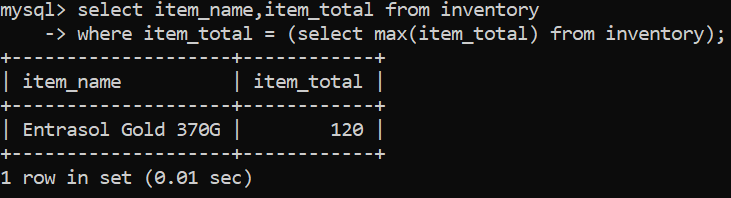 mysql> select item_name,item_total from inventory
    -> where item_total = (select max(item_total) from inventory);
+-------------------+------------+
| item_name         | item_total |
+-------------------+------------+
| Entrasol Gold 370G |        120 |
+-------------------+------------+
1 row in set (0.01 sec)